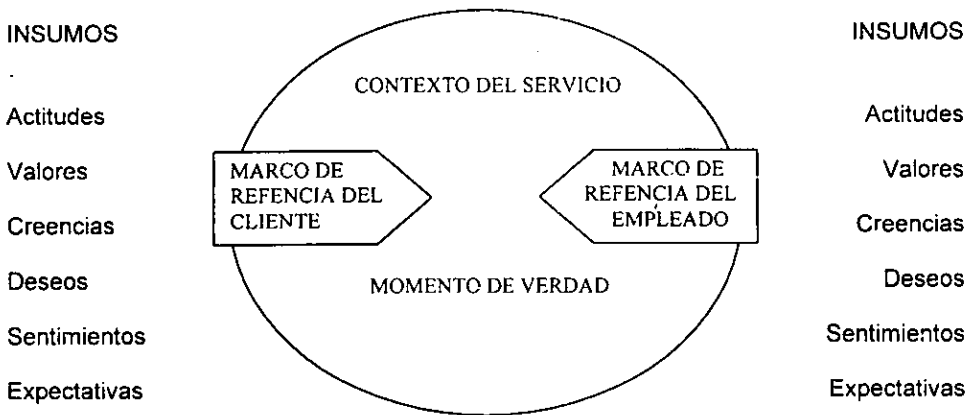 INSUMOS
Actitudes
Valores
Creencias
Deseos
Sentimientos
Expectativas
CONTEXTO DEL SERVICIO
MARCO DE
REFENCIA DEL
CLIENTE
MARCO DE
REFENCIA DEL
EMPLEADO
MOMENTO DE VERDAD
INSUMOS
Actitudes
Valores
Creencias
Deseos
Sentimientos
Expectativas